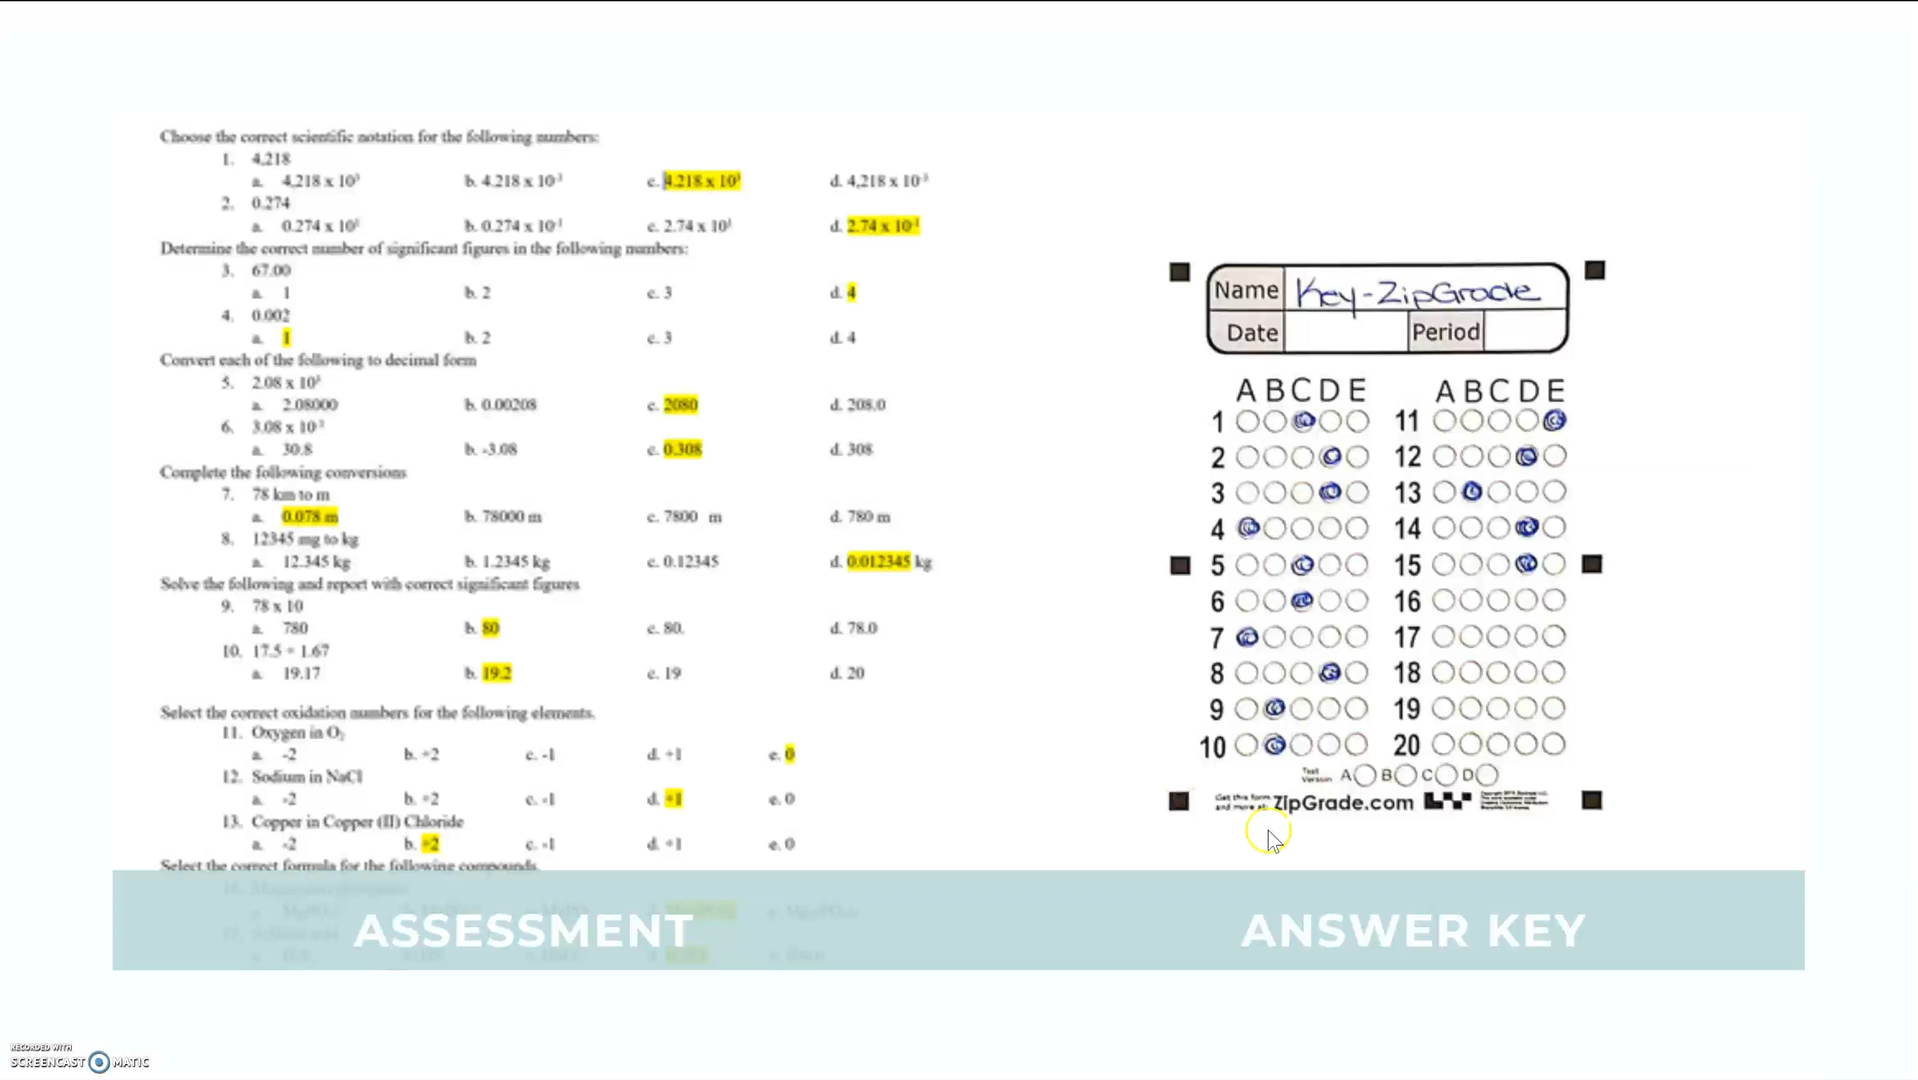 Choose the correct scientific notation for the following numbers:
1. 4,218
a. 4,218 x 10³ b. 4.218 x 10⁻³ c. 4.218 x 10³ d. 4,218 x 10⁻³
2. 0.274
a. 0.274 x 10¹ b. 0.274 x 10⁻¹ c. 2.74 x 10¹ d. 2.74 x 10⁻¹
Determine the correct number of significant figures in the following numbers:
3. 67.00
a. 1 b. 2 c. 3 d. 4
4. 0.002
a. 1 b. 2 c. 3 d. 4
Convert each of the following to decimal form
5. 2.08 x 10³
a. 2.08000 b. 0.00208 c. 2080 d. 208.0
6. 3.08 x 10
a. 30.8 b. -3.08 c. 0.308 d. 308
Complete the following conversions
7. 78 km to m
a. 0.078 m b. 78000 m c. 7800 m d. 780 m
8. 12345 mg to kg
a. 12.345 kg b. 1.2345 kg c. 0.12345 d. 0.012345 kg
Solve the following and report with correct significant figures
9. 78 x 10
a. 780 b. 80 c. 80. d. 78.0
10. 17.5 + 1.67
a. 19.17 b. 19.2 c. 19 d. 20
Select the correct oxidation numbers for the following elements.
11. Oxygen in O₂
a. -2 b. +2 c. -1 d. +1 e. 0
12. Sodium in NaCl
a. -2 b. +2 c. -1 d. +1 e. 0
13. Copper in Copper (II) Chloride
a. -2 b. +2 c. -1 d. +1 e. 0
Select the correct formula for the following compounds.
ASSESSMENT
Name Key-ZipGrade
Date Period
A B C D E A B C D E
1 11
2 12
3 13
4 14
5 15
6 16
7 17
8 18
9 19
10 20
Test Version A B C D
Get this form and more at: ZipGrade.com
ANSWER KEY
RECORDED WITH
SCREENCAST MATIC